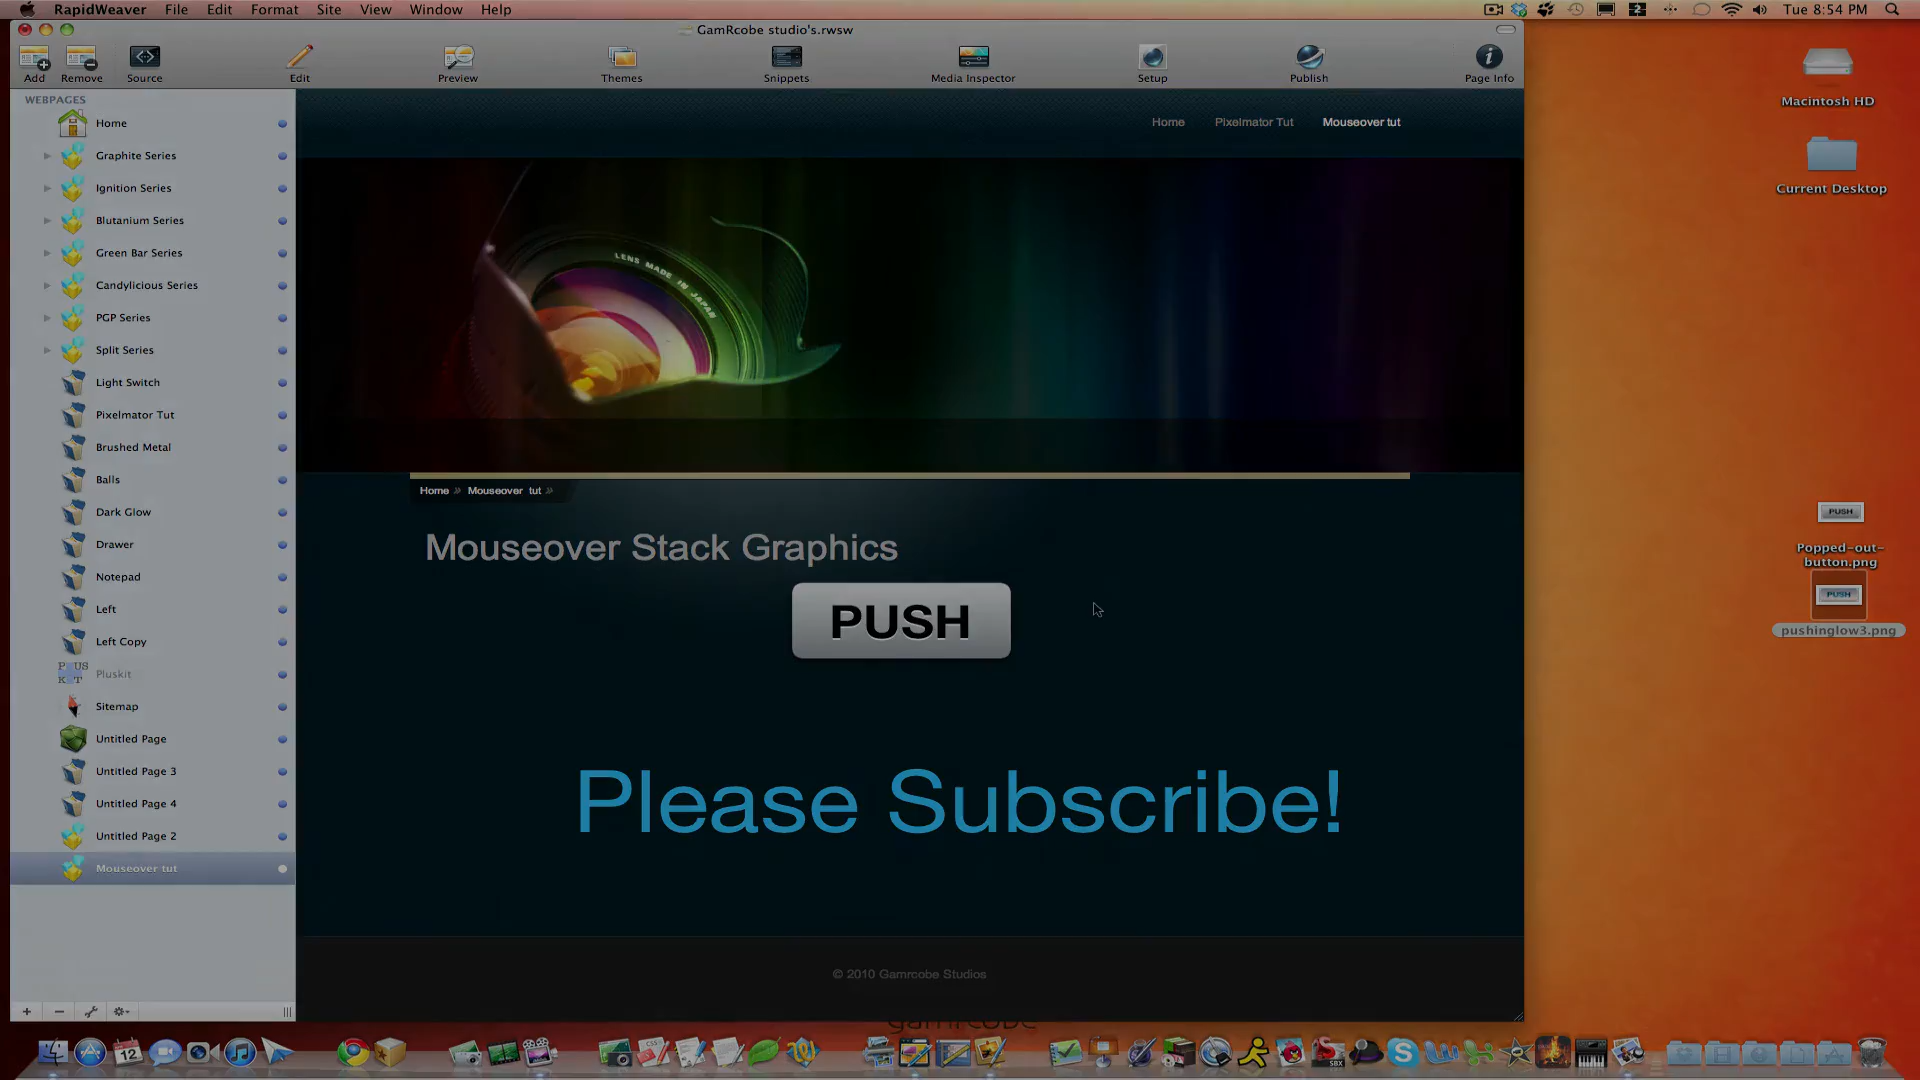 RapidWeaver File Edit Format Site View Window Help Tue 8:54 PM
GamRcobe studio's.rwsw
Add Remove Source Edit Preview Themes Snippets Media Inspector Setup Publish Page Info
WEBPAGES
Home
Graphite Series
Ignition Series
Blutanium Series
Green Bar Series
Candylicious Series
PGP Series
Split Series
Light Switch
Pixelmator Tut
Brushed Metal
Balls
Dark Glow
Drawer
Notepad
Left
Left Copy
Pluskit
Sitemap
Untitled Page
Untitled Page 3
Untitled Page 4
Untitled Page 2
Mouseover tut
Home Pixelmator Tut Mouseover tut
LENS MADE IN JAPAN
Home » Mouseover tut »
Mouseover Stack Graphics
PUSH
Please Subscribe!
© 2010 Gamrcobe Studios
Macintosh HD
Current Desktop
PUSH
Popped-out-
button.png
PUSH
pushinglow3.png